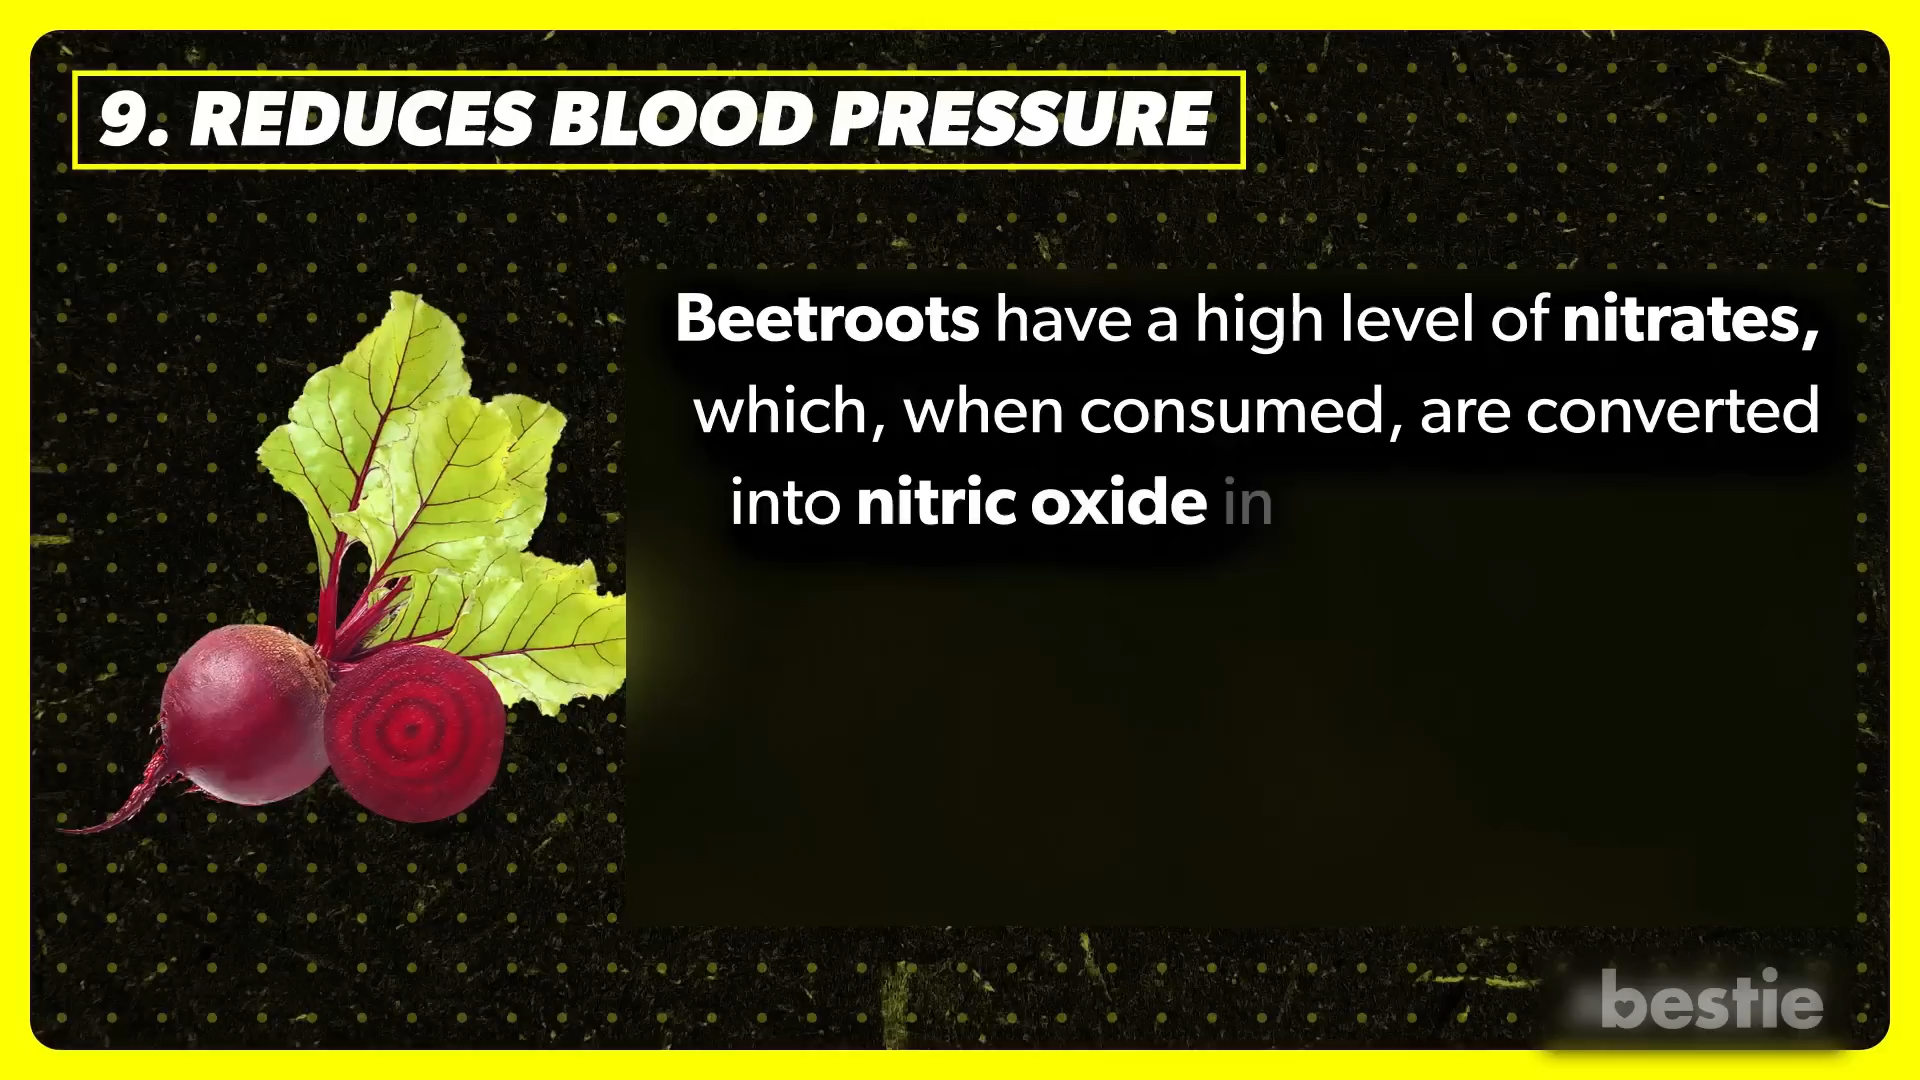 9. REDUCES BLOOD PRESSURE
Beetroots have a high level of nitrates,
which, when consumed, are converted
into nitric oxide in
bestie